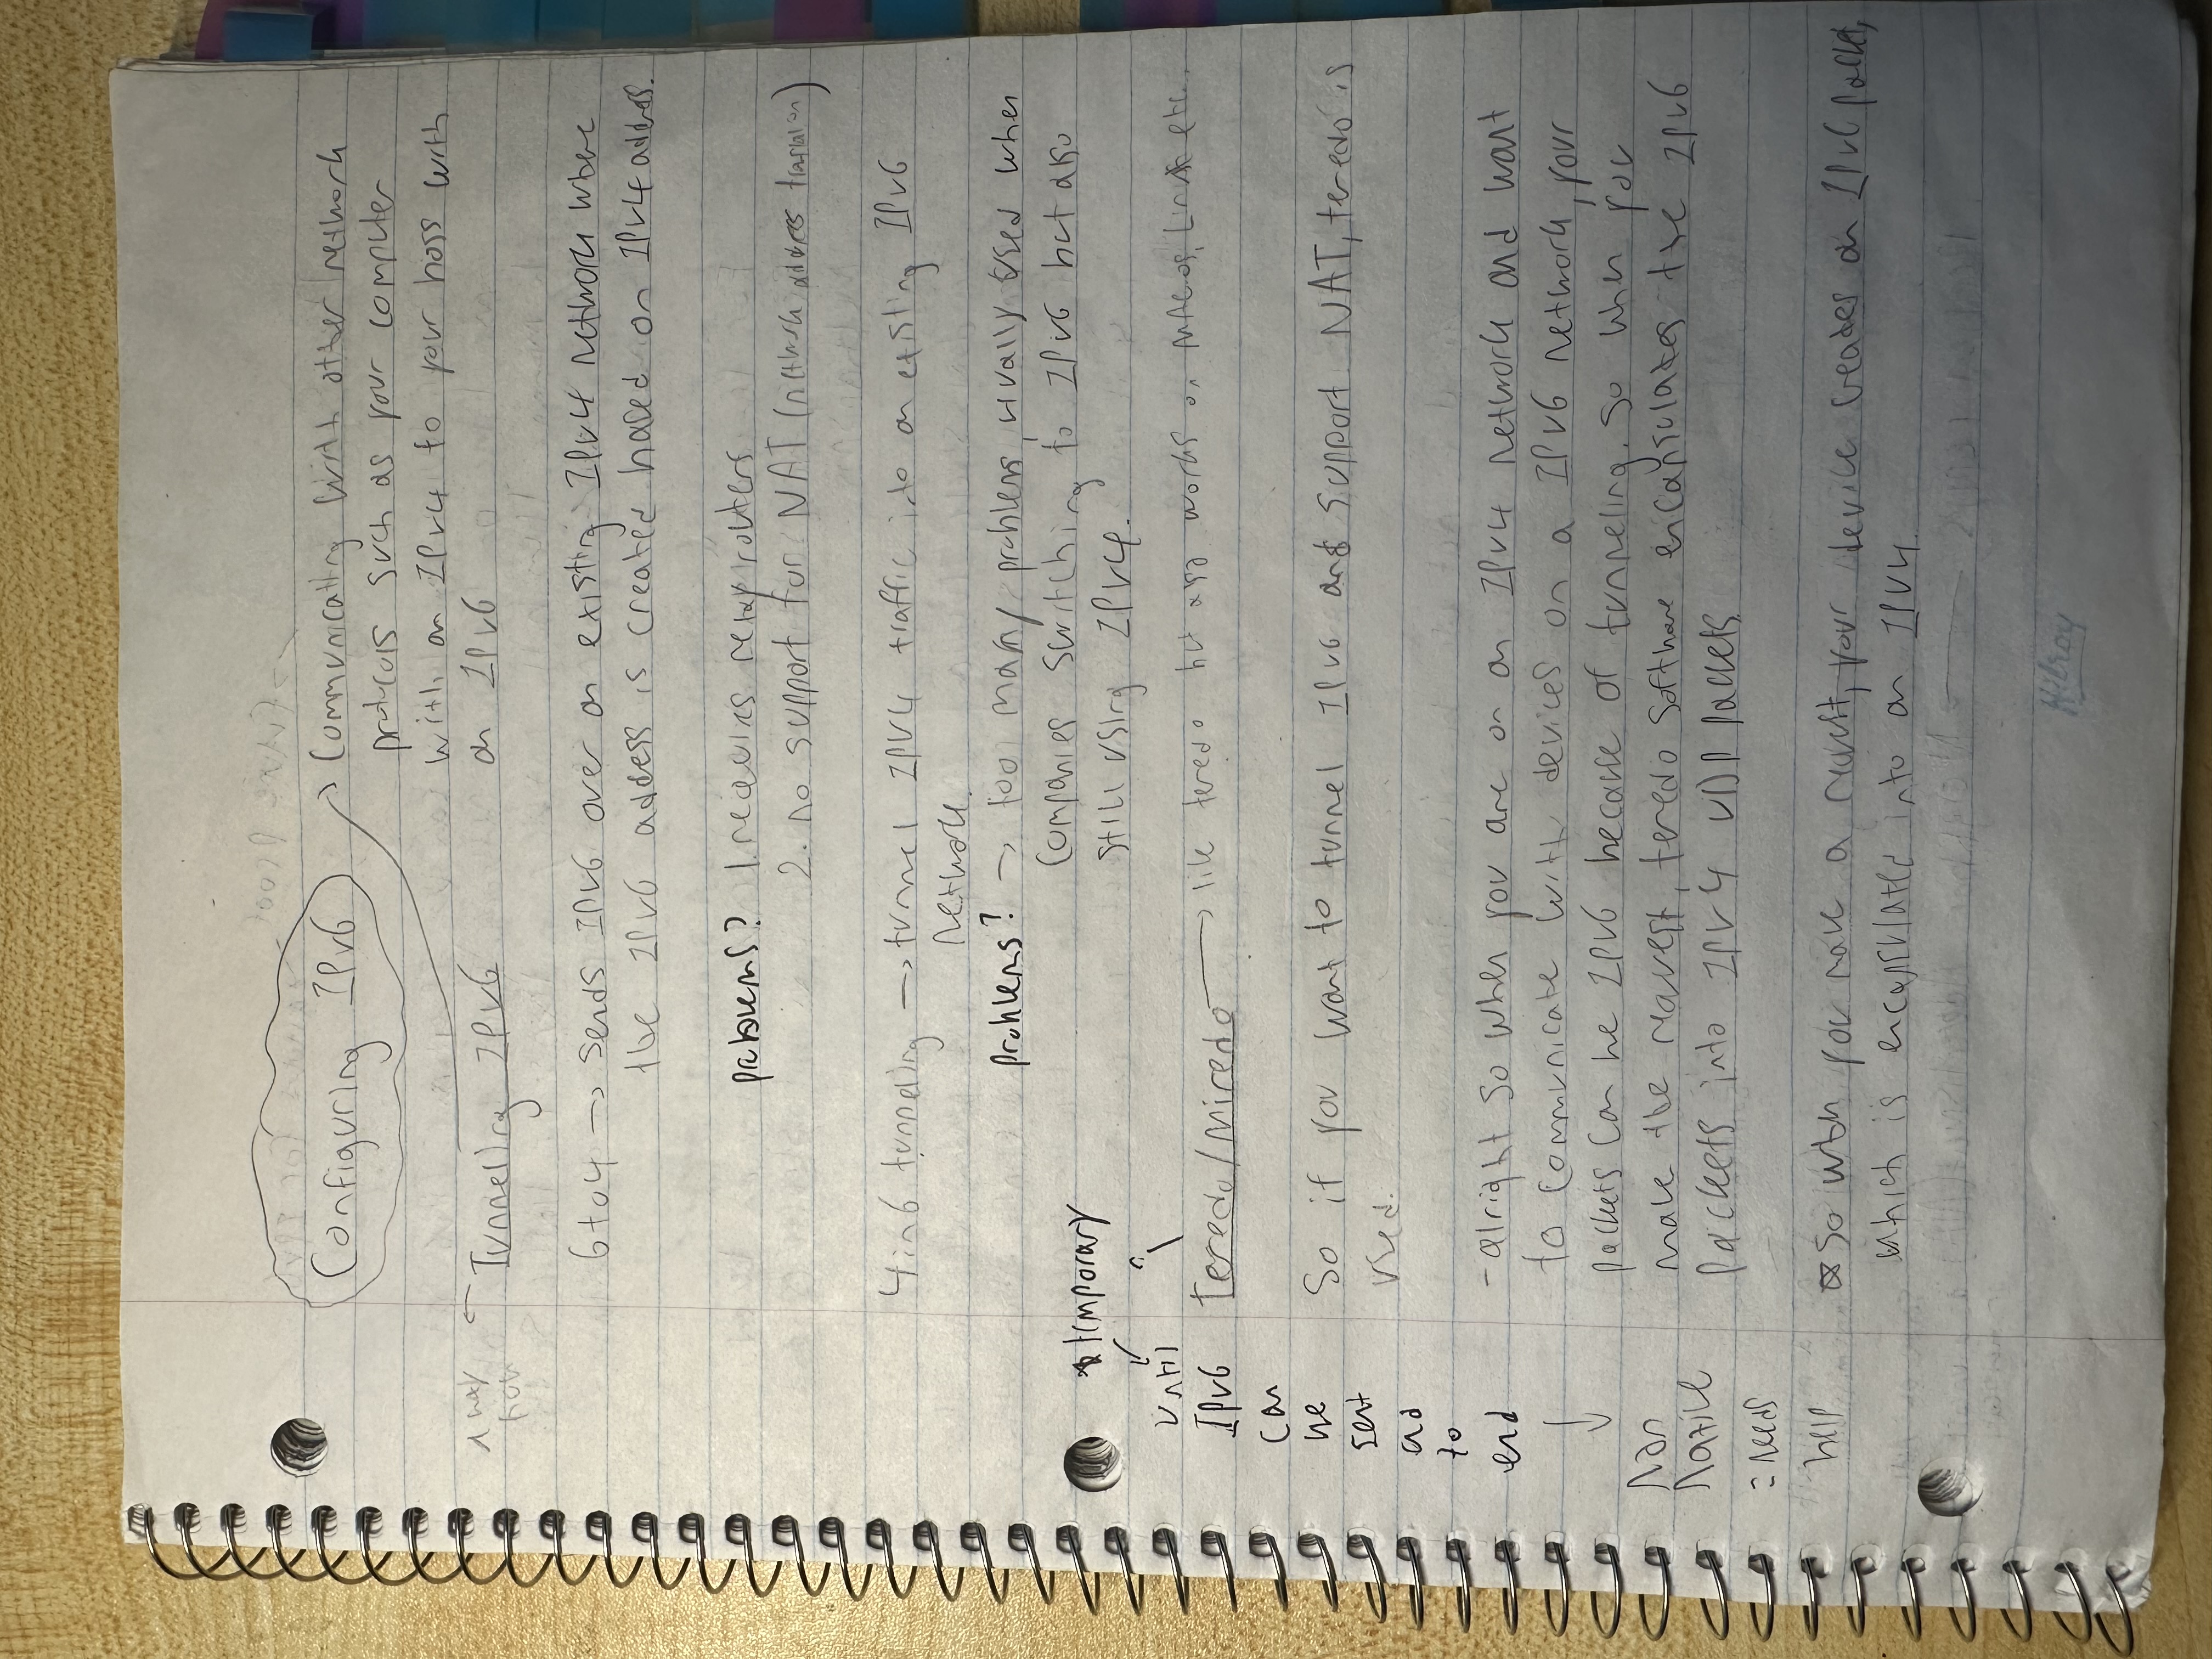 Configuring IPv6
Communicating with other network
protocols such as your computer
with an IPv4 to your boss with
an IPv6
1 way
Tunneling IPv6
6to4 → sends IPv6 over an existing IPv4 network where
the IPv6 address is created based on IPv4 address.
problems? 1. requires relay routers
2. no support for NAT (network address translation)
4in6 tunneling → tunnel IPv4 traffic into an existing IPv6
network.
problems? → too many problems, usually used when
companies switching to IPv6 but also
still using IPv4.
*temporary
until
IPv6
can
be
sent
to
end
Non
Native
= needs
help
Teredo/Miredo → like teredo but also works on MAC os, Linux etc..
So if you want to tunnel IPv6 and support NAT, teredo is
used.
- alright so when you are on an IPv4 network and want
to communicate with devices on a IPv6 network, your
packets can be IPv6 because of tunneling. so when you
make the request, teredo software encapsulates the IPv6
packets into IPv4 UDP packets
So when you make a request, your device creates an IPv6 packet,
which is encapsulated into an IPv4.
Hilroy